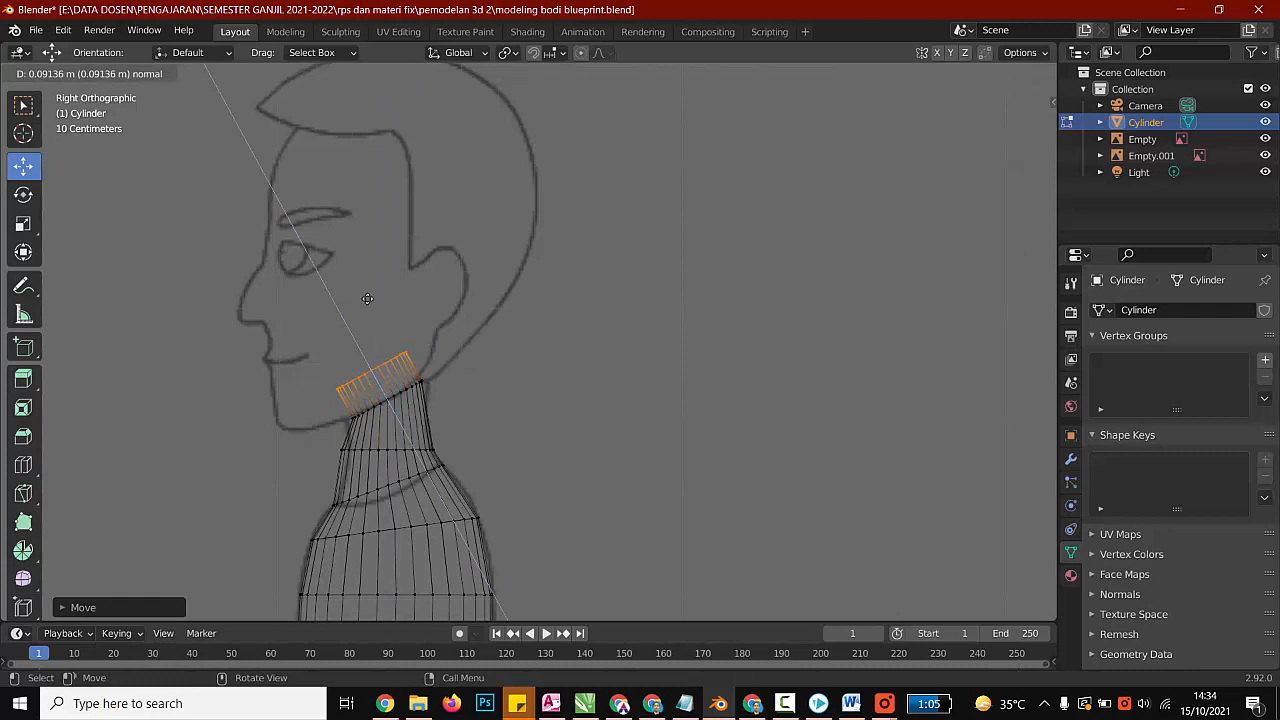 Blender* [E:\DATA DOSEN\PENGAJARAN\SEMESTER GANJIL 2021-2022\rps dan materi fix\pemodelan 3d 2\modeling bodi blueprint.blend]
File Edit Render Window Help Layout Modeling Sculpting UV Editing Texture Paint Shading Animation Rendering Compositing Scripting + Scene View Layer
Orientation: Default Drag: Select Box Global X Y Z Options
D: 0.09136 m (0.09136 m) normal
Right Orthographic
(1) Cylinder
10 Centimeters
Scene Collection
Collection
Camera
Cylinder
Empty
Empty.001
Light
Cylinder Cylinder
Cylinder
Vertex Groups
Shape Keys
UV Maps
Vertex Colors
Face Maps
Normals
Texture Space
Remesh
Geometry Data
Move
Playback Keying View Marker 1 Start 1 End 250
1 10 20 30 40 50 60 70 80 90 100 110 120 130 140 150 160 170 180 190 200 210 220 230 240 250
Select Move Rotate View Call Menu 2.92.0
Type here to search 1:05 35°C 14:34
15/10/2021